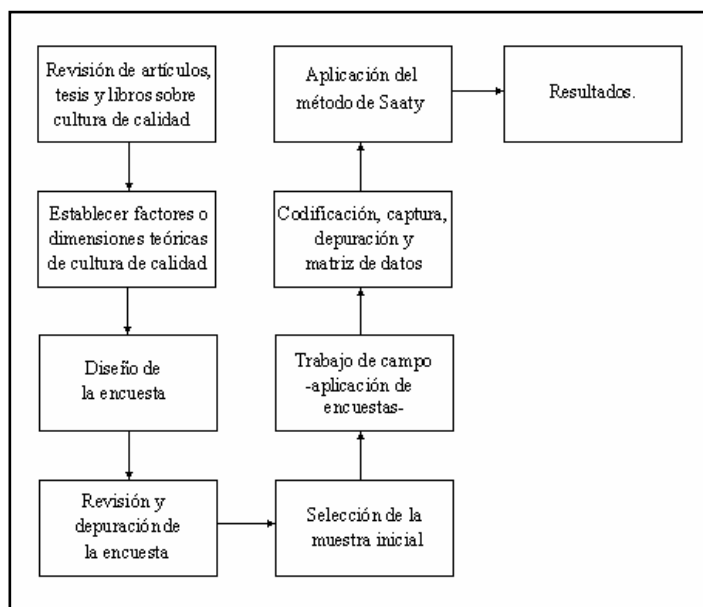 Revisión de artículos,
tesis y libros sobre
cultura de calidad
Establecer factores o
dimensiones teóricas
de cultura de calidad
Diseño de
la encuesta
Revisión y
depuración de
la encuesta
Selección de la
muestra inicial
Trabajo de campo
-aplicación de
encuestas-
Codificación, captura,
depuración y
matriz de datos
Aplicación del
método de Saaty
Resultados.